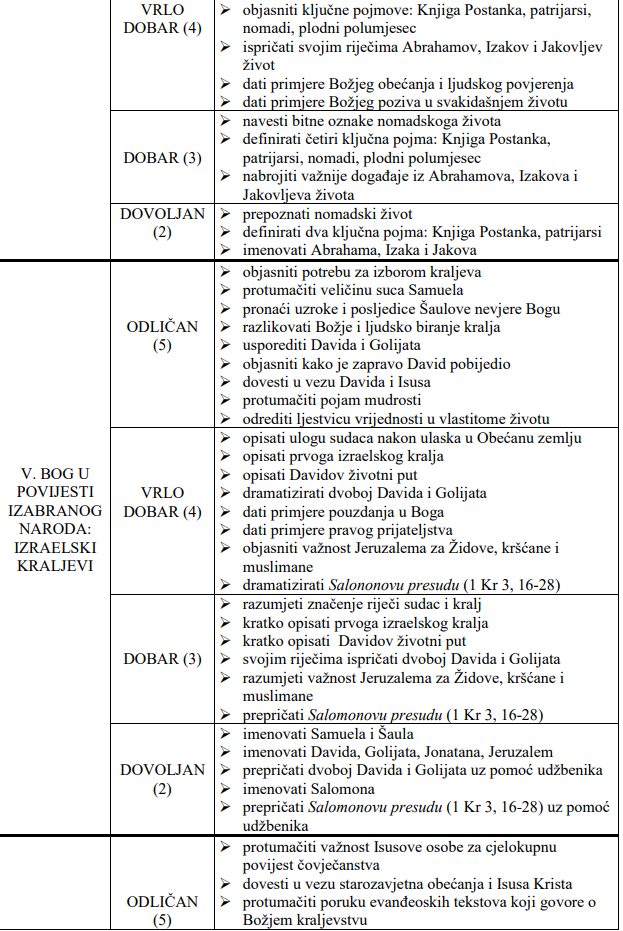 VRLO
DOBAR (4)
➢ objasniti ključne pojmove: Knjiga Postanka, patrijarsi,
nomadi, plodni polumjesec
➢ ispričati svojim riječima Abrahamov, Izakov i Jakovljev
život
➢ dati primjere Božjeg obećanja i ljudskog povjerenja
➢ dati primjere Božjeg poziva u svakidašnjem životu
DOBAR (3)
➢ navesti bitne oznake nomadskoga života
➢ definirati četiri ključna pojma: Knjiga Postanka,
patrijarsi, nomadi, plodni polumjesec
➢ nabrojiti važnije događaje iz Abrahamova, Izakova i
Jakovljeva života
DOVOLJAN
(2)
➢ prepoznati nomadski život
➢ definirati dva ključna pojma: Knjiga Postanka, patrijarsi
➢ imenovati Abrahama, Izaka i Jakova
V. BOG U
POVIJESTI
IZABRANOG
NARODA:
IZRAELSKI
KRALJEVI
ODLIČAN
(5)
➢ objasniti potrebu za izborom kraljeva
➢ protumačiti veličinu suca Samuela
➢ pronaći uzroke i posljedice Šaulove nevjere Bogu
➢ razlikovati Božje i ljudsko biranje kralja
➢ usporediti Davida i Golijata
➢ objasniti kako je zapravo David pobijedio
➢ dovesti u vezu Davida i Isusa
➢ protumačiti pojam mudrosti
➢ odrediti ljestvicu vrijednosti u vlastitome životu
VRLO
DOBAR (4)
➢ opisati ulogu sudaca nakon ulaska u Obećanu zemlju
➢ opisati prvoga izraelskog kralja
➢ opisati Davidov životni put
➢ dramatizirati dvoboj Davida i Golijata
➢ dati primjere pouzdanja u Boga
➢ dati primjere pravog prijateljstva
➢ objasniti važnost Jeruzalema za Židove, kršćane i
muslimane
➢ dramatizirati Salononovu presudu (1 Kr 3, 16-28)
DOBAR (3)
➢ razumjeti značenje riječi sudac i kralj
➢ kratko opisati prvoga izraelskog kralja
➢ kratko opisati Davidov životni put
➢ svojim riječima ispričati dvoboj Davida i Golijata
➢ razumjeti važnost Jeruzalema za Židove, kršćane i
muslimane
➢ prepričati Salomonovu presudu (1 Kr 3, 16-28)
DOVOLJAN
(2)
➢ imenovati Samuela i Šaula
➢ imenovati Davida, Golijata, Jonatana, Jeruzalem
➢ prepričati dvoboj Davida i Golijata uz pomoć udžbenika
➢ imenovati Salomona
➢ prepričati Salomonovu presudu (1 Kr 3, 16-28) uz pomoć
udžbenika
ODLIČAN
(5)
➢ protumačiti važnost Isusove osobe za cjelokupnu
povijest čovječanstva
➢ dovesti u vezu starozavjetna obećanja i Isusa Krista
➢ protumačiti poruku evanđeoskih tekstova koji govore o
Božjem kraljevstvu